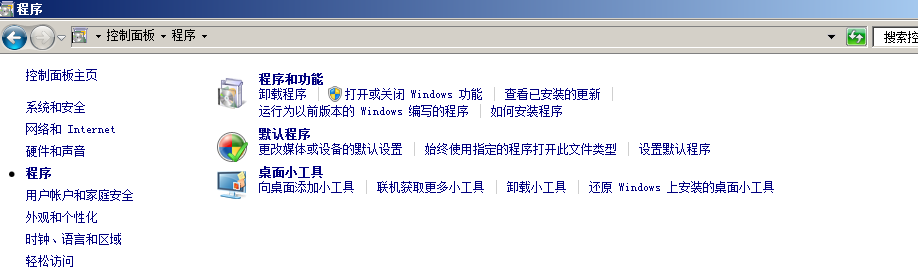 程序
控制面板 程序
搜索控
控制面板主页
系统和安全
网络和 Internet
硬件和声音
程序
用户帐户和家庭安全
外观和个性化
时钟、语言和区域
轻松访问
程序和功能
卸载程序 打开或关闭 Windows 功能 查看已安装的更新
运行为以前版本的 Windows 编写的程序 如何安装程序
默认程序
更改媒体或设备的默认设置 始终使用指定的程序打开此文件类型 设置默认程序
桌面小工具
向桌面添加小工具 联机获取更多小工具 卸载小工具 还原 Windows 上安装的桌面小工具